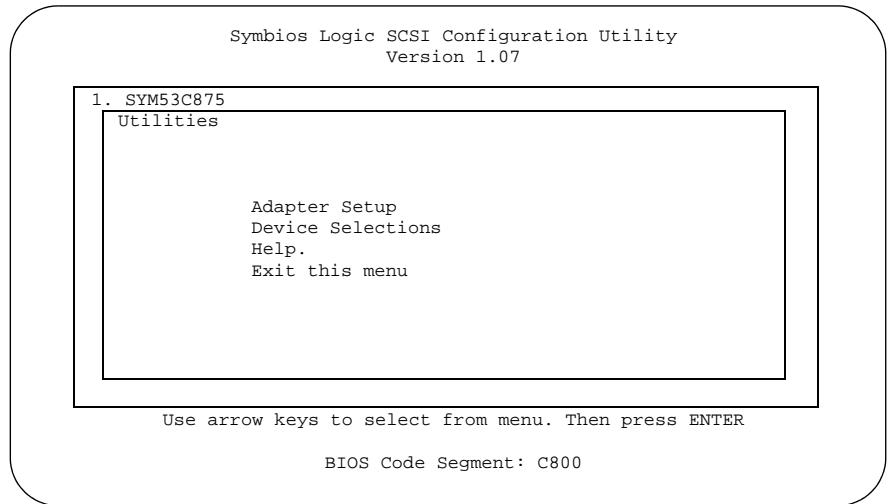 Symbios Logic SCSI Configuration Utility
Version 1.07
1. SYM53C875
Utilities
Adapter Setup
Device Selections
Help.
Exit this menu
Use arrow keys to select from menu. Then press ENTER
BIOS Code Segment: C800